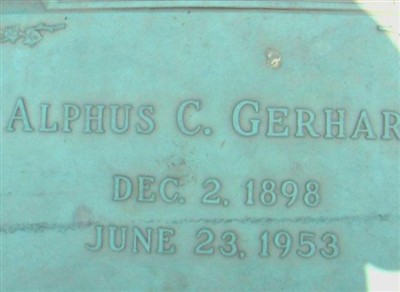 ALPHUS C. GERHAR
DEC. 2, 1898
JUNE 23, 1953